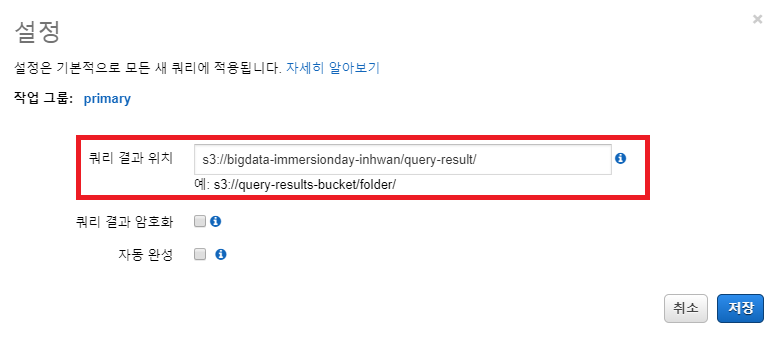 설정
설정은 기본적으로 모든 새 쿼리에 적용됩니다. 자세히 알아보기
작업 그룹: primary
쿼리 결과 위치 s3://bigdata-immersionday-inhwan/query-result/
예: s3://query-results-bucket/folder/
쿼리 결과 암호화
자동 완성
취소 저장